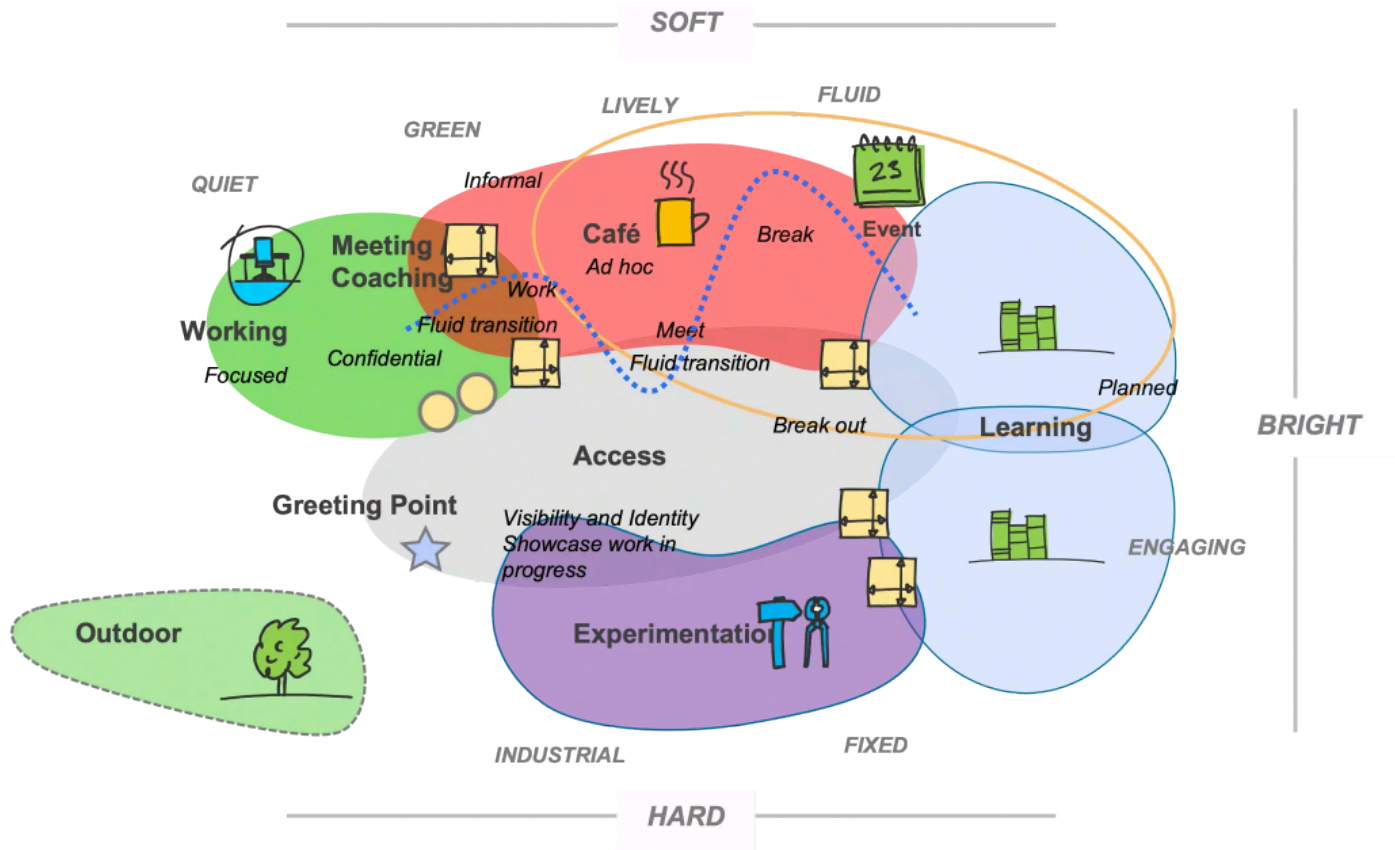 SOFT
FLUID
LIVELY
GREEN
QUIET
Informal
23
Event
Café
Ad hoc
Break
Meeting /
Coaching
Work
Working
Focused
Confidential
Fluid transition
Meet
Fluid transition
Planned
Break out
Learning
BRIGHT
Access
Greeting Point
Visibility and Identity
Showcase work in
progress
ENGAGING
Outdoor
Experimentation
INDUSTRIAL
FIXED
HARD